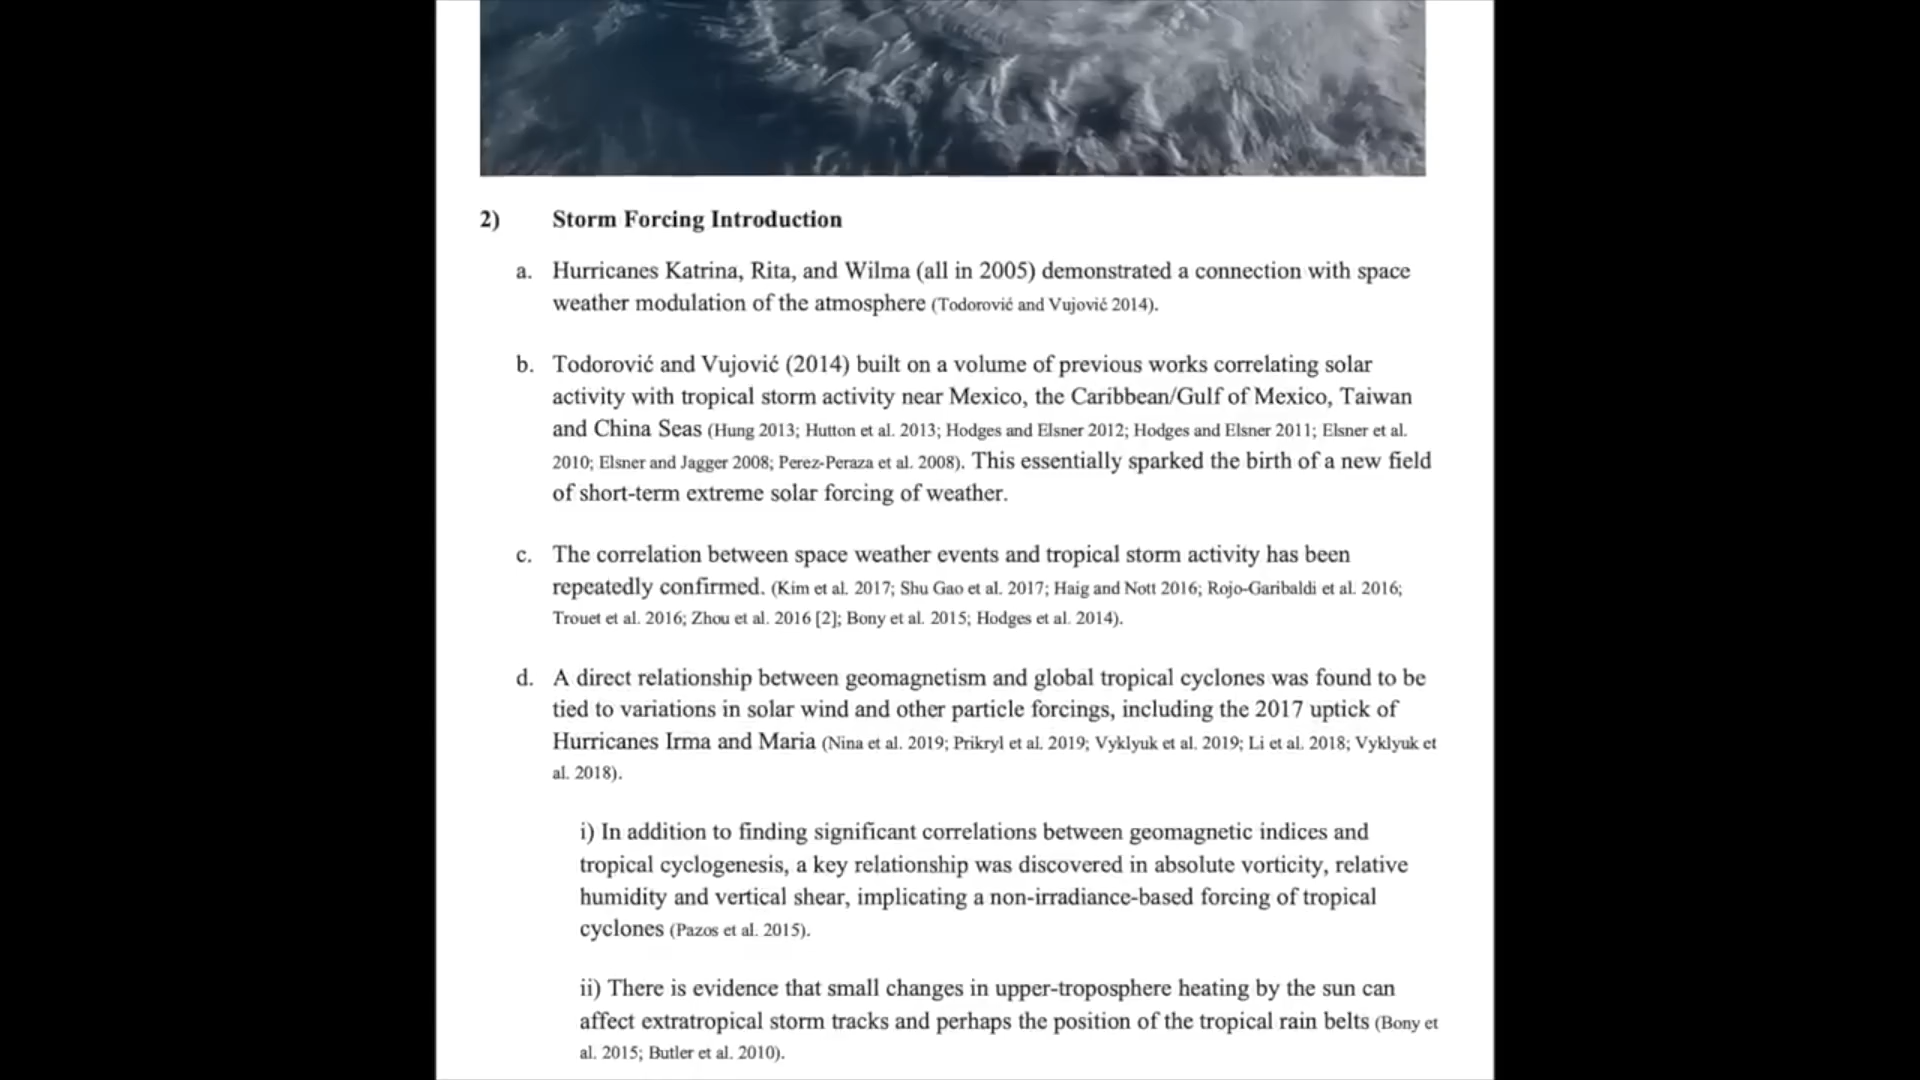 2) Storm Forcing Introduction
a. Hurricanes Katrina, Rita, and Wilma (all in 2005) demonstrated a connection with space
weather modulation of the atmosphere (Todorović and Vujović 2014).
b. Todorović and Vujović (2014) built on a volume of previous works correlating solar
activity with tropical storm activity near Mexico, the Caribbean/Gulf of Mexico, Taiwan
and China Seas (Hung 2013; Hutton et al. 2013; Hodges and Elsner 2012; Hodges and Elsner 2011; Elsner et al.
2010; Elsner and Jagger 2008; Perez-Peraza et al. 2008). This essentially sparked the birth of a new field
of short-term extreme solar forcing of weather.
c. The correlation between space weather events and tropical storm activity has been
repeatedly confirmed. (Kim et al. 2017; Shu Gao et al. 2017; Haig and Nott 2016; Rojo-Garibaldi et al. 2016;
Trouet et al. 2016; Zhou et al. 2016 [2]; Bony et al. 2015; Hodges et al. 2014).
d. A direct relationship between geomagnetism and global tropical cyclones was found to be
tied to variations in solar wind and other particle forcings, including the 2017 uptick of
Hurricanes Irma and Maria (Nina et al. 2019; Prikryl et al. 2019; Vyklyuk et al. 2019; Li et al. 2018; Vyklyuk et
al. 2018).
i) In addition to finding significant correlations between geomagnetic indices and
tropical cyclogenesis, a key relationship was discovered in absolute vorticity, relative
humidity and vertical shear, implicating a non-irradiance-based forcing of tropical
cyclones (Pazos et al. 2015).
ii) There is evidence that small changes in upper-troposphere heating by the sun can
affect extratropical storm tracks and perhaps the position of the tropical rain belts (Bony et
al. 2015; Butler et al. 2010).